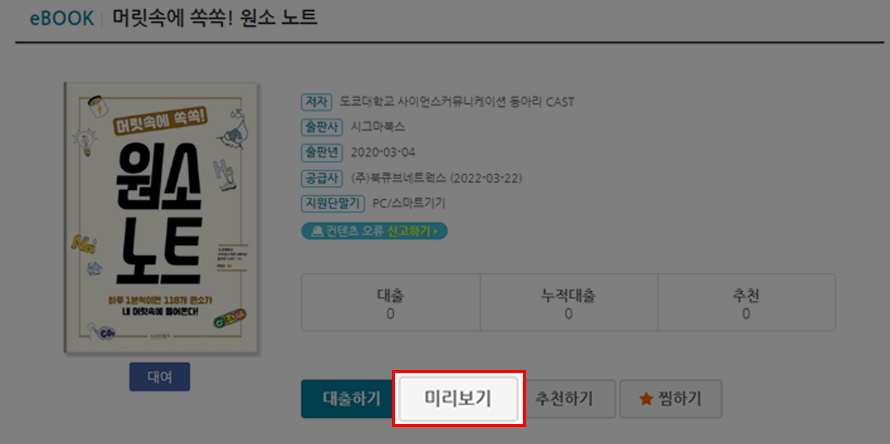 eBOOK 머릿속에 쏙쏙! 원소 노트
머릿속에 쏙쏙!
원소
노트
하루 1분씩이면 118개 원소가
내 머릿속에 들어온다!
대여
저자 도쿄대학교 사이언스커뮤니케이션 동아리 CAST
출판사 시그마북스
출판년 2020-03-04
공급사 (주)북큐브네트웍스 (2022-03-22)
지원단말기 PC/스마트기기
컨텐츠 오류 신고하기
대출 누적대출 추천
0 0 0
대출하기 미리보기 추천하기 찜하기